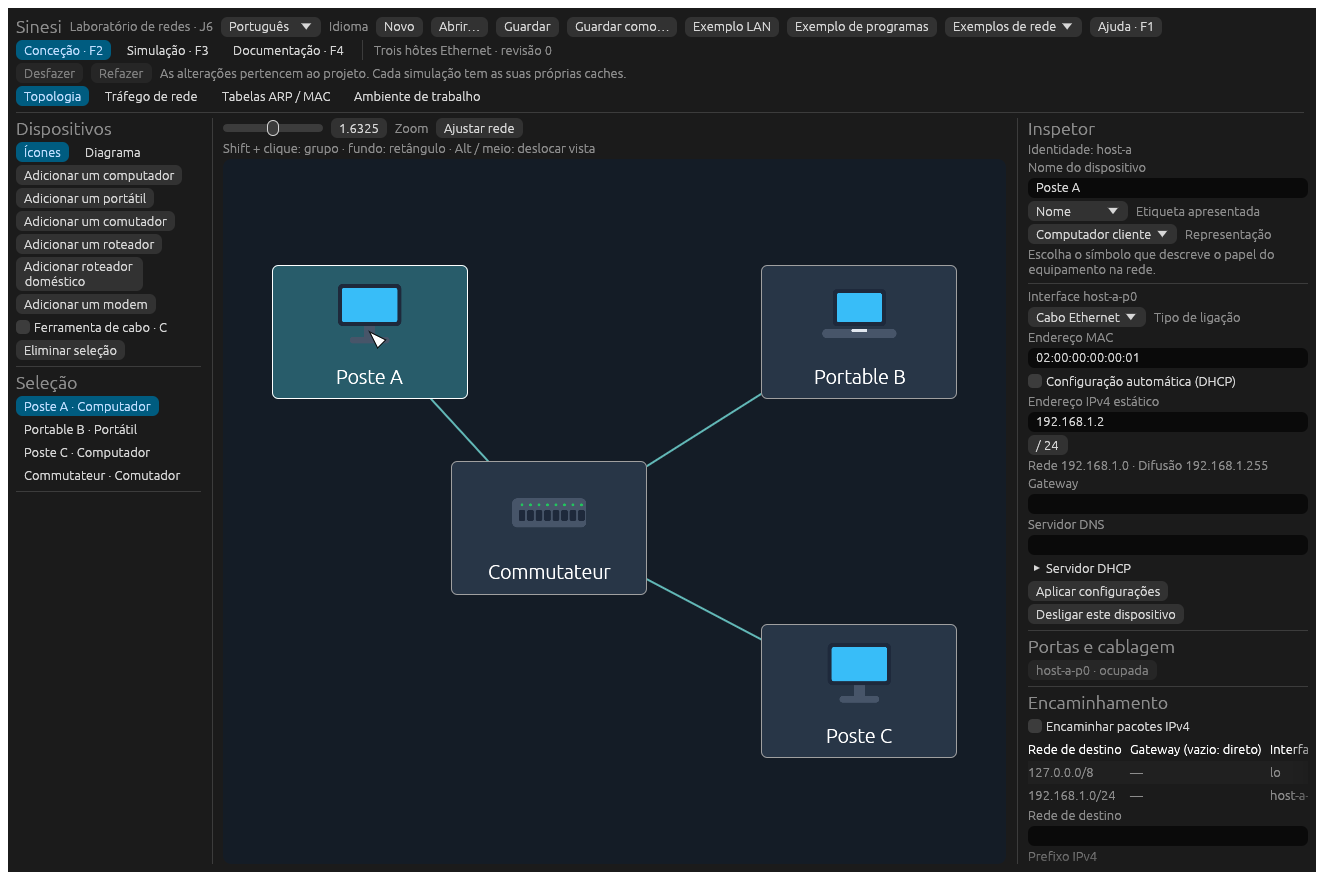 Sinesi Laboratório de redes · J6 Português Idioma Novo Abrir… Guardar Guardar como… Exemplo LAN Exemplo de programas Exemplos de rede Ajuda · F1
Conceção · F2 Simulação · F3 Documentação · F4 Trois hôtes Ethernet · revisão 0
Desfazer Refazer As alterações pertencem ao projeto. Cada simulação tem as suas próprias caches.
Topologia Tráfego de rede Tabelas ARP / MAC Ambiente de trabalho
Dispositivos
Ícones Diagrama
Adicionar um computador
Adicionar um portátil
Adicionar um comutador
Adicionar um roteador
Adicionar roteador
doméstico
Adicionar um modem
Ferramenta de cabo · C
Eliminar seleção
Seleção
Poste A · Computador
Portable B · Portátil
Poste C · Computador
Commutateur · Comutador
1.6325 Zoom Ajustar rede
Shift + clique: grupo · fundo: retângulo · Alt / meio: deslocar vista
Poste A
Portable B
Commutateur
Poste C
Inspetor
Identidade: host-a
Nome do dispositivo
Poste A
Nome Etiqueta apresentada
Computador cliente Representação
Escolha o símbolo que descreve o papel do
equipamento na rede.
Interface host-a-p0
Cabo Ethernet Tipo de ligação
Endereço MAC
02:00:00:00:00:01
Configuração automática (DHCP)
Endereço IPv4 estático
192.168.1.2
/ 24
Rede 192.168.1.0 · Difusão 192.168.1.255
Gateway
Servidor DNS
Servidor DHCP
Aplicar configurações
Desligar este dispositivo
Portas e cablagem
host-a-p0 · ocupada
Encaminhamento
Encaminhar pacotes IPv4
Rede de destino Gateway (vazio: direto) Interfa
127.0.0.0/8 — lo
192.168.1.0/24 — host-a-
Rede de destino
Prefixo IPv4